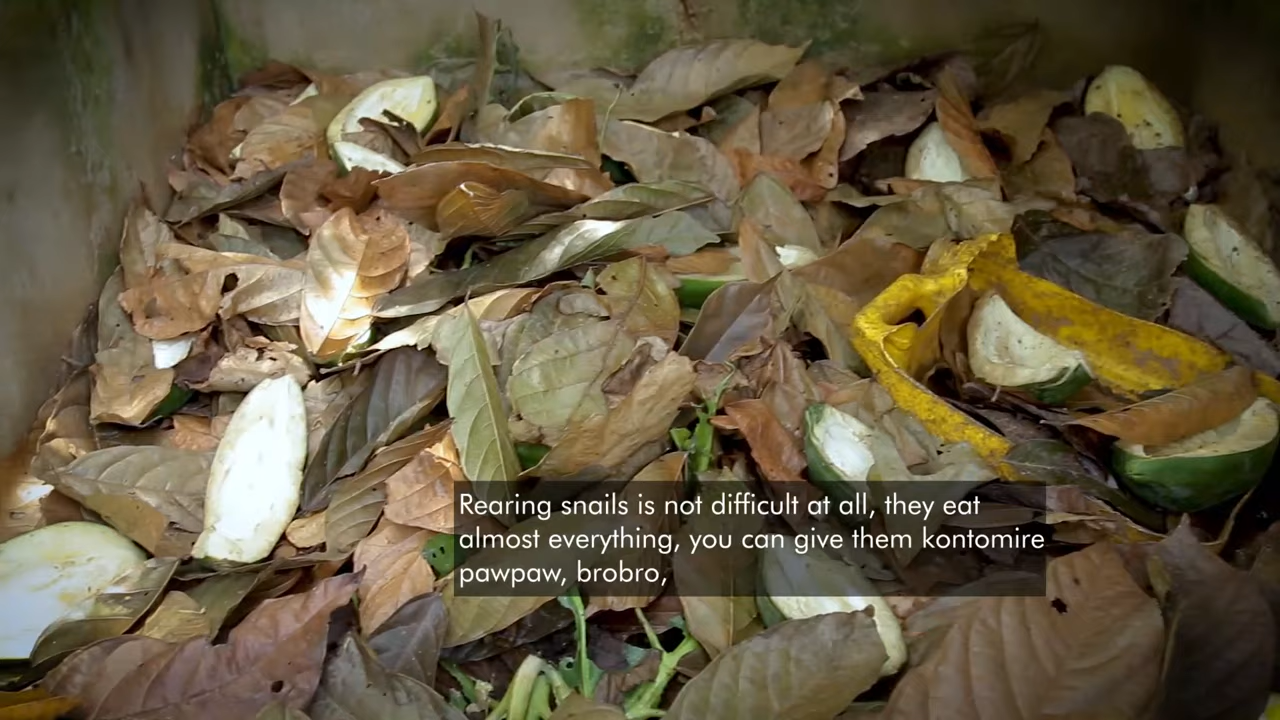 Rearing snails is not difficult at all, they eat
almost everything, you can give them kontomire
pawpaw, brobro,